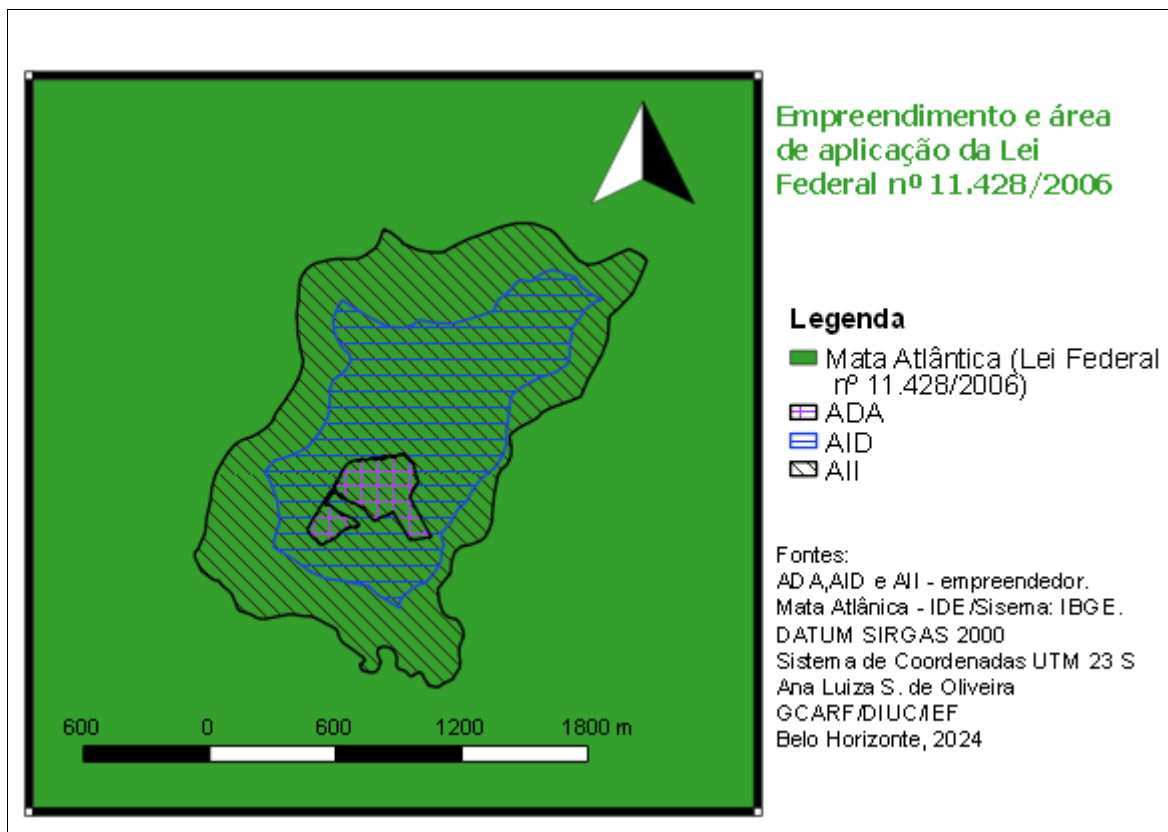 Empreendimento e área
de aplicação da Lei
Federal nº 11.428/2006
Legenda
Mata Atlântica (Lei Federal
nº 11.428/2006)
ADA
AID
AII
Fontes:
ADA,AID e AII - empreendedor.
Mata Atlânica - IDE/Sisema: IBGE.
DATUM SIRGAS 2000
Sistema de Coordenadas UTM 23 S
Ana Luiza S. de Oliveira
GCARF/DIUC/IEF
Belo Horizonte, 2024
600 0 600 1200 1800 m